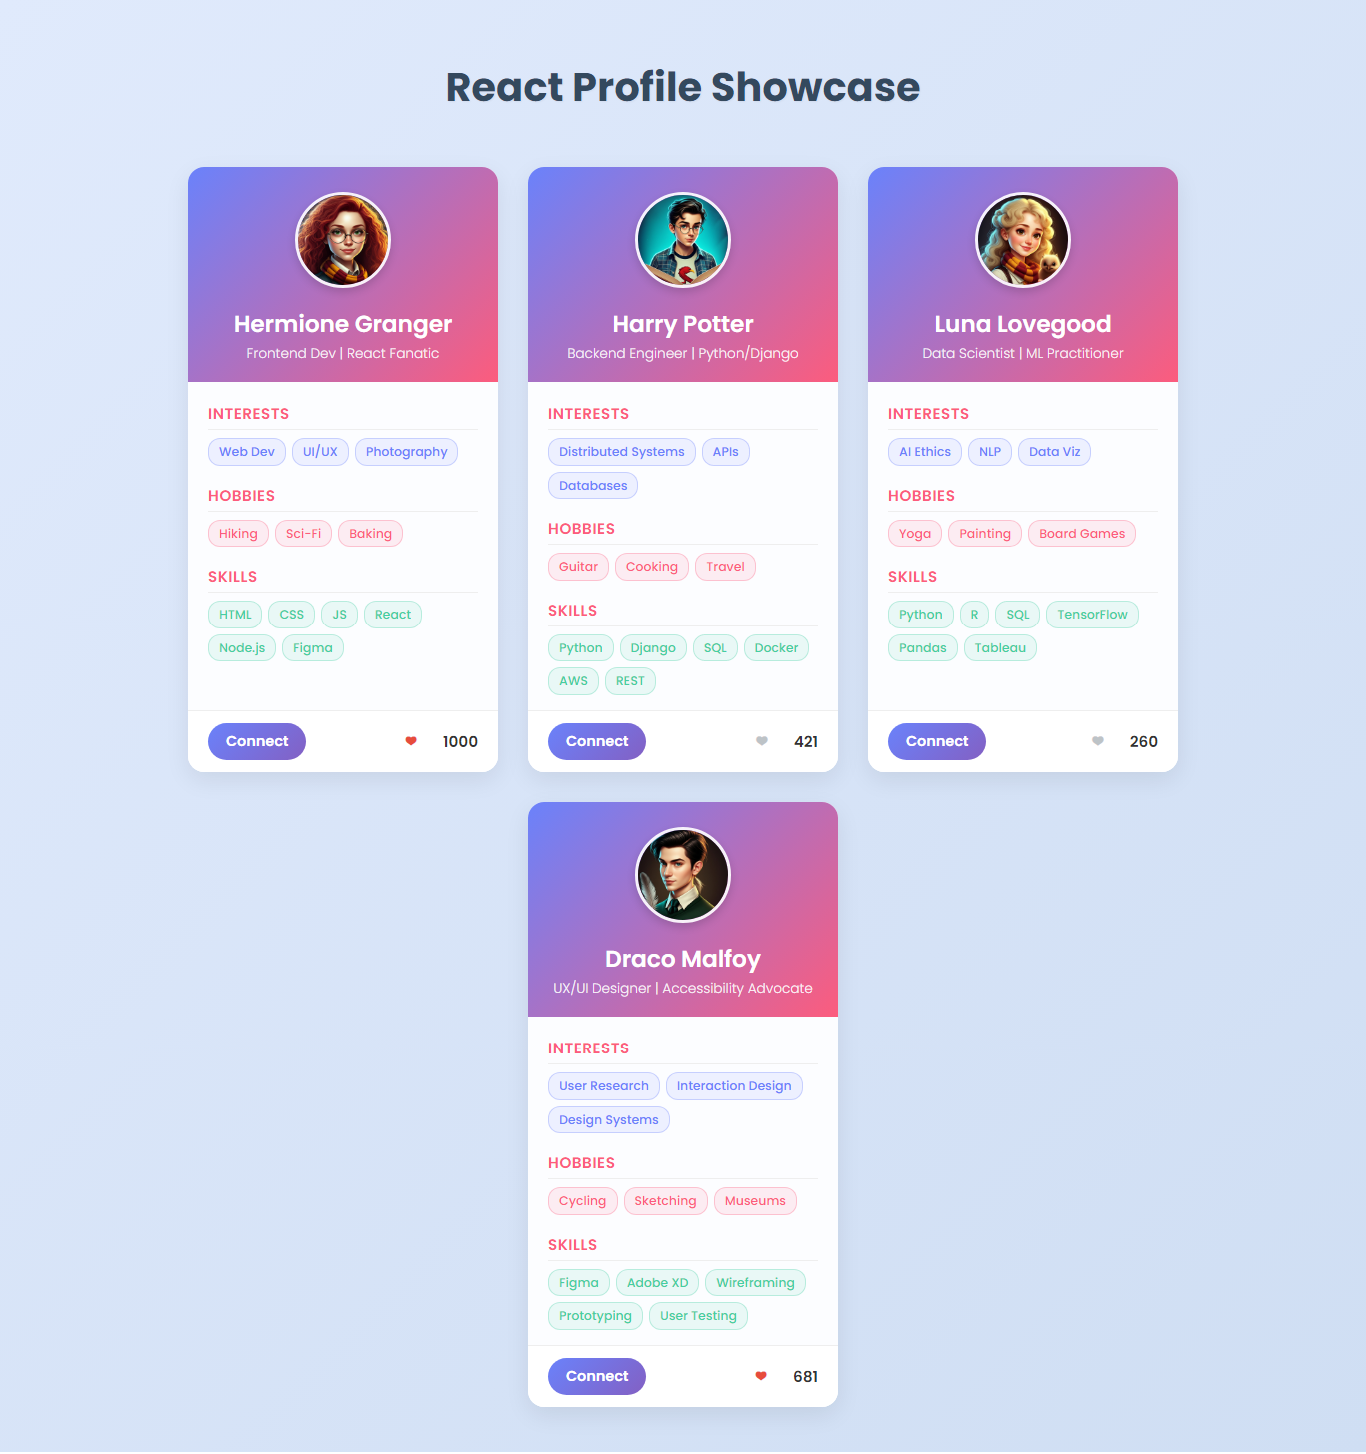 React Profile Showcase
Hermione Granger
Frontend Dev | React Fanatic
INTERESTS
Web Dev UI/UX Photography
HOBBIES
Hiking Sci-Fi Baking
SKILLS
HTML CSS JS React
Node.js Figma
Connect 1000
Harry Potter
Backend Engineer | Python/Django
INTERESTS
Distributed Systems APIs
Databases
HOBBIES
Guitar Cooking Travel
SKILLS
Python Django SQL Docker
AWS REST
Connect 421
Luna Lovegood
Data Scientist | ML Practitioner
INTERESTS
AI Ethics NLP Data Viz
HOBBIES
Yoga Painting Board Games
SKILLS
Python R SQL TensorFlow
Pandas Tableau
Connect 260
Draco Malfoy
UX/UI Designer | Accessibility Advocate
INTERESTS
User Research Interaction Design
Design Systems
HOBBIES
Cycling Sketching Museums
SKILLS
Figma Adobe XD Wireframing
Prototyping User Testing
Connect 681